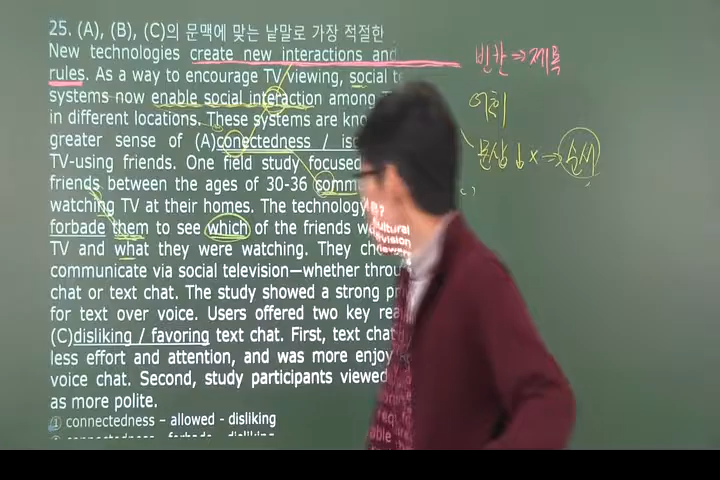 25. (A), (B), (C)의 문맥에 맞는 낱말로 가장 적절한
New technologies create new interactions and
rules. As a way to encourage TV viewing, social te
systems now enable social interaction among T
in different locations. These systems are kno
greater sense of (A)conectedness / iso
TV-using friends. One field study focused
friends between the ages of 30-36 comm
watching TV at their homes. The technology
forbade them to see which of the friends w
TV and what they were watching. They ch
communicate via social television—whether throu
chat or text chat. The study showed a strong pr
for text over voice. Users offered two key rea
(C)disliking / favoring text chat. First, text chat
less effort and attention, and was more enjoy
voice chat. Second, study participants viewed
as more polite.
① connectedness – allowed - disliking
connectedness – forbade - disliking
빈칸 ⇒ 제목
어휘
문장 ↓ × ⇒ 순서